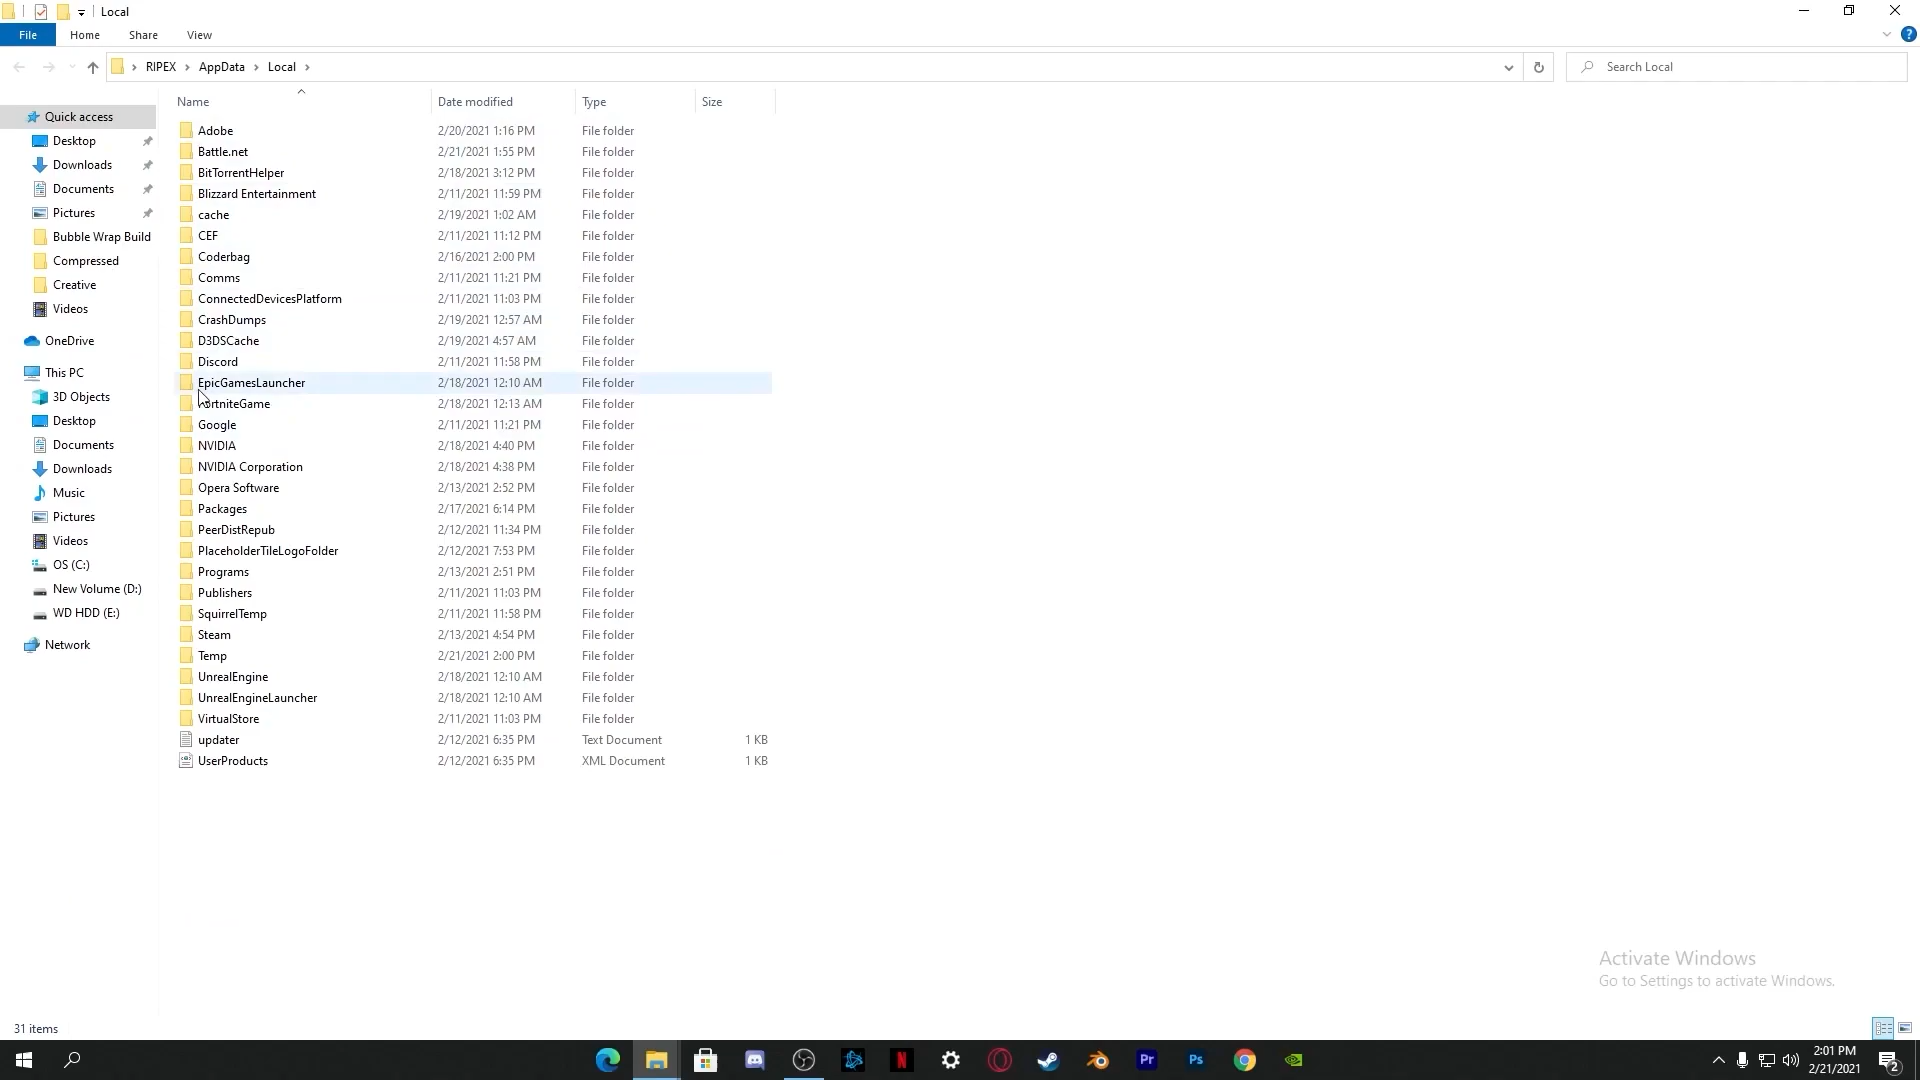 Local
File Home Share View
RIPEX AppData Local
Search Local
Name Date modified Type Size
Quick access
Desktop
Downloads
Documents
Pictures
Bubble Wrap Build
Compressed
Creative
Videos
OneDrive
This PC
3D Objects
Desktop
Documents
Downloads
Music
Pictures
Videos
OS (C:)
New Volume (D:)
WD HDD (E:)
Network
Adobe 2/20/2021 1:16 PM File folder
Battle.net 2/21/2021 1:55 PM File folder
BitTorrentHelper 2/18/2021 3:12 PM File folder
Blizzard Entertainment 2/11/2021 11:59 PM File folder
cache 2/19/2021 1:02 AM File folder
CEF 2/11/2021 11:12 PM File folder
Coderbag 2/16/2021 2:00 PM File folder
Comms 2/11/2021 11:21 PM File folder
ConnectedDevicesPlatform 2/11/2021 11:03 PM File folder
CrashDumps 2/19/2021 12:57 AM File folder
D3DSCache 2/19/2021 4:57 AM File folder
Discord 2/11/2021 11:58 PM File folder
EpicGamesLauncher 2/18/2021 12:10 AM File folder
FortniteGame 2/18/2021 12:13 AM File folder
Google 2/11/2021 11:21 PM File folder
NVIDIA 2/18/2021 4:40 PM File folder
NVIDIA Corporation 2/18/2021 4:38 PM File folder
Opera Software 2/13/2021 2:52 PM File folder
Packages 2/17/2021 6:14 PM File folder
PeerDistRepub 2/12/2021 11:34 PM File folder
PlaceholderTileLogoFolder 2/12/2021 7:53 PM File folder
Programs 2/13/2021 2:51 PM File folder
Publishers 2/11/2021 11:03 PM File folder
SquirrelTemp 2/11/2021 11:58 PM File folder
Steam 2/13/2021 4:54 PM File folder
Temp 2/21/2021 2:00 PM File folder
UnrealEngine 2/18/2021 12:10 AM File folder
UnrealEngineLauncher 2/18/2021 12:10 AM File folder
VirtualStore 2/11/2021 11:03 PM File folder
updater 2/12/2021 6:35 PM Text Document 1 KB
UserProducts 2/12/2021 6:35 PM XML Document 1 KB
Activate Windows
Go to Settings to activate Windows.
31 items
Pr Ps
2:01 PM
2/21/2021
2